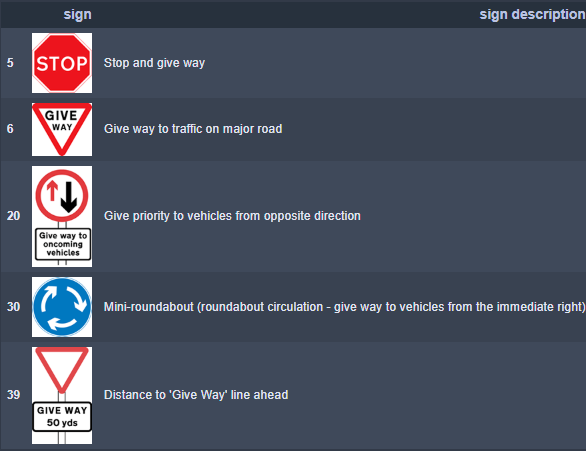 sign sign description
5 STOP Stop and give way
6 GIVE WAY Give way to traffic on major road
20 Give way to oncoming vehicles Give priority to vehicles from opposite direction
30 Mini-roundabout (roundabout circulation - give way to vehicles from the immediate right)
39 GIVE WAY 50 yds Distance to 'Give Way' line ahead